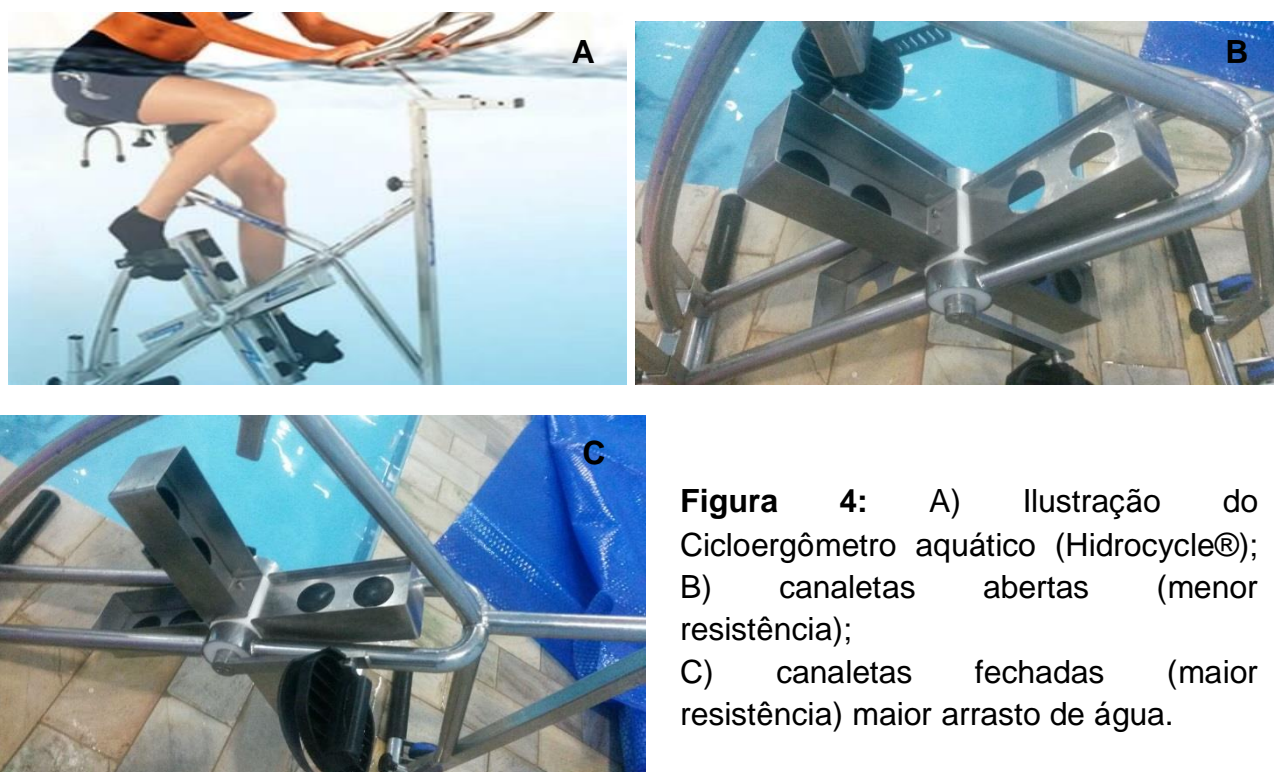 A
B
C
Figura 4: A) Ilustração do
Cicloergômetro aquático (Hidrocycle®);
B) canaletas abertas (menor
resistência);
C) canaletas fechadas (maior
resistência) maior arrasto de água.